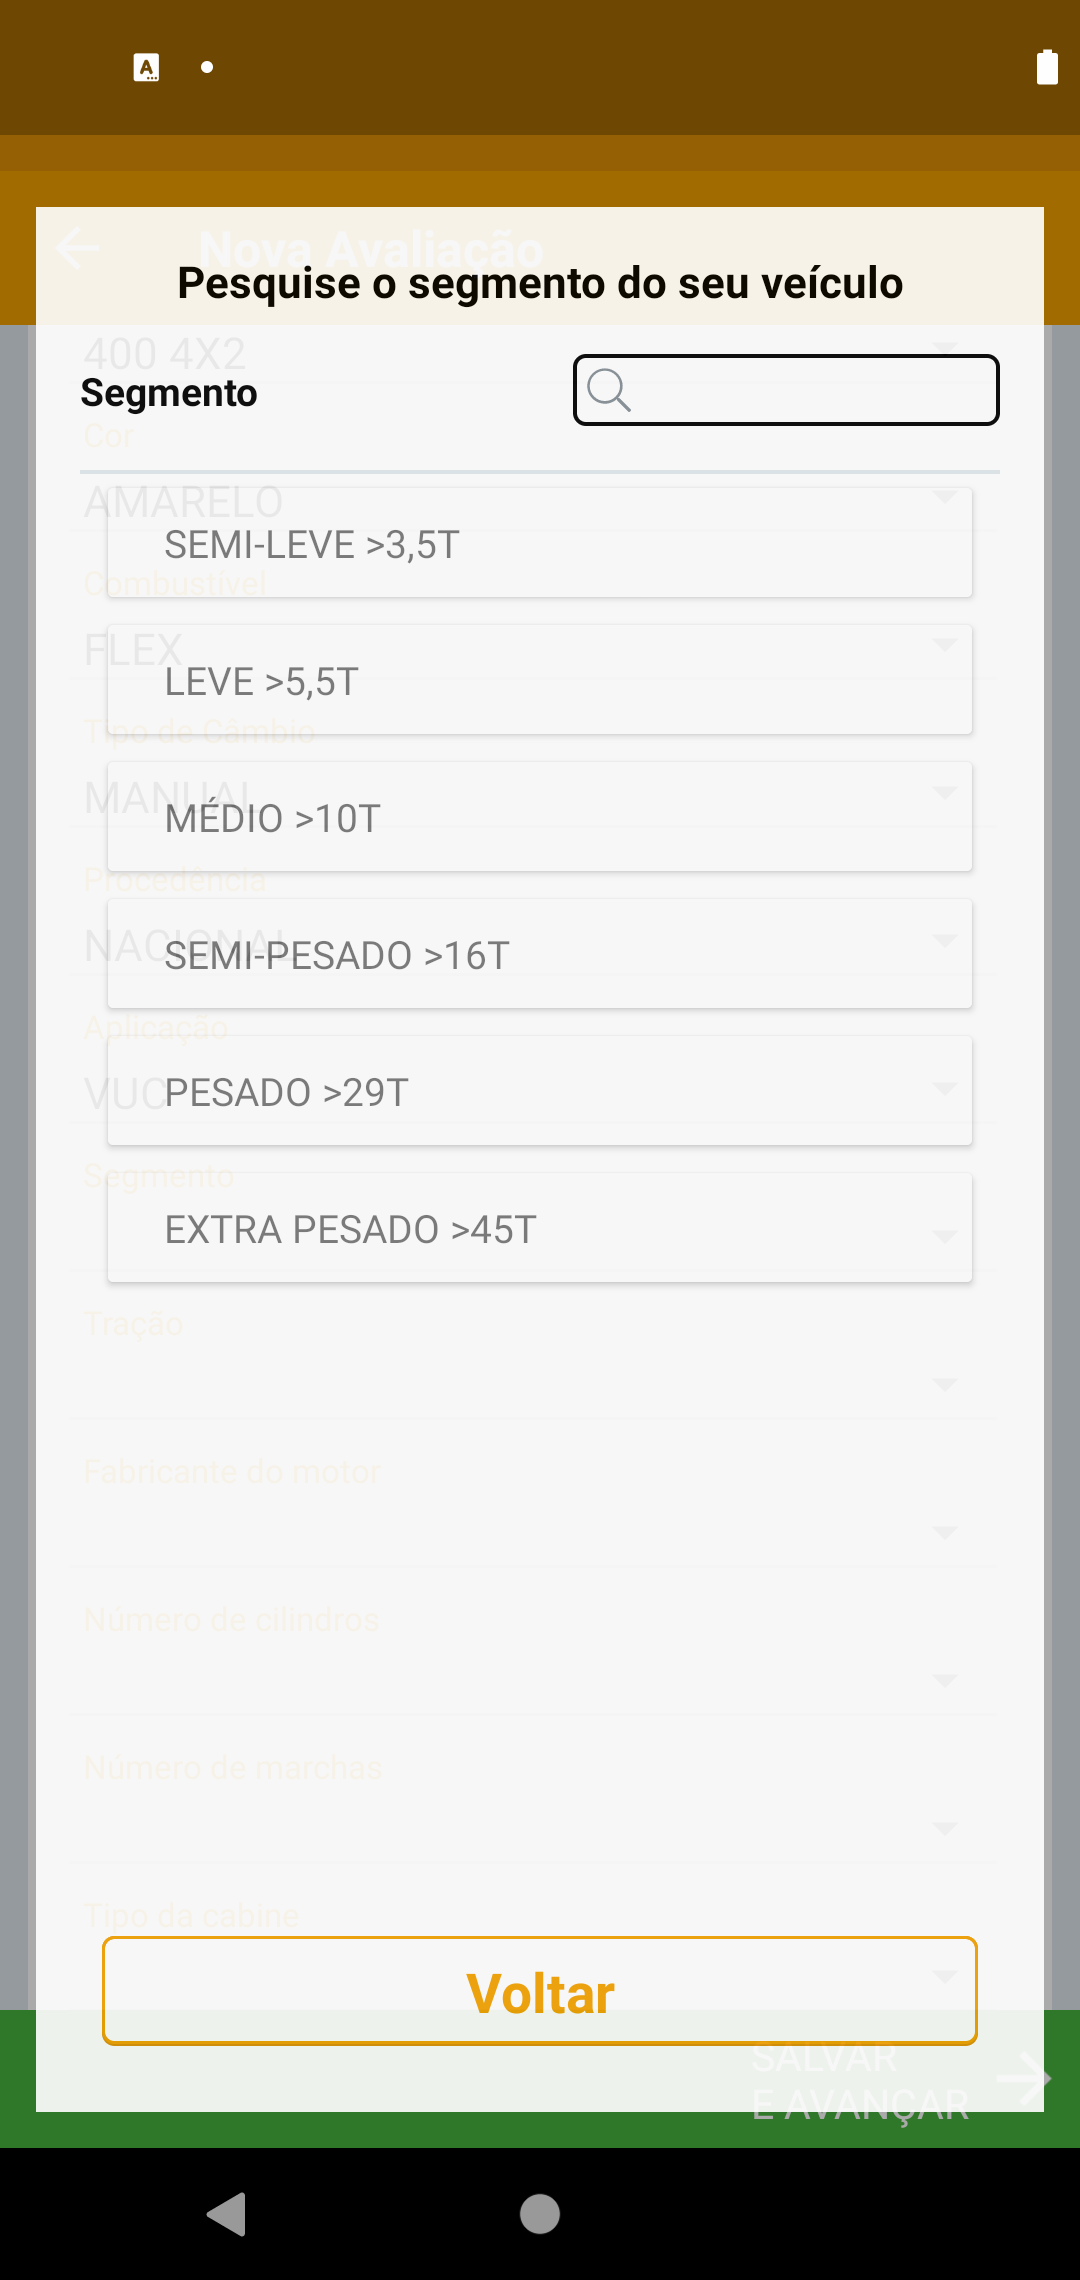 Nova Avaliação
Pesquise o segmento do seu veículo
400 4X2
Segmento
Cor
AMARELO
SEMI-LEVE >3,5T
Combustível
FLEX
LEVE >5,5T
Tipo de Câmbio
MANUAL
MÉDIO >10T
Procedência
NACIONAL
SEMI-PESADO >16T
Aplicação
VUC
PESADO >29T
Segmento
EXTRA PESADO >45T
Tração
Fabricante do motor
Número de cilindros
Número de marchas
Tipo da cabine
Voltar
SALVAR
E AVANÇAR